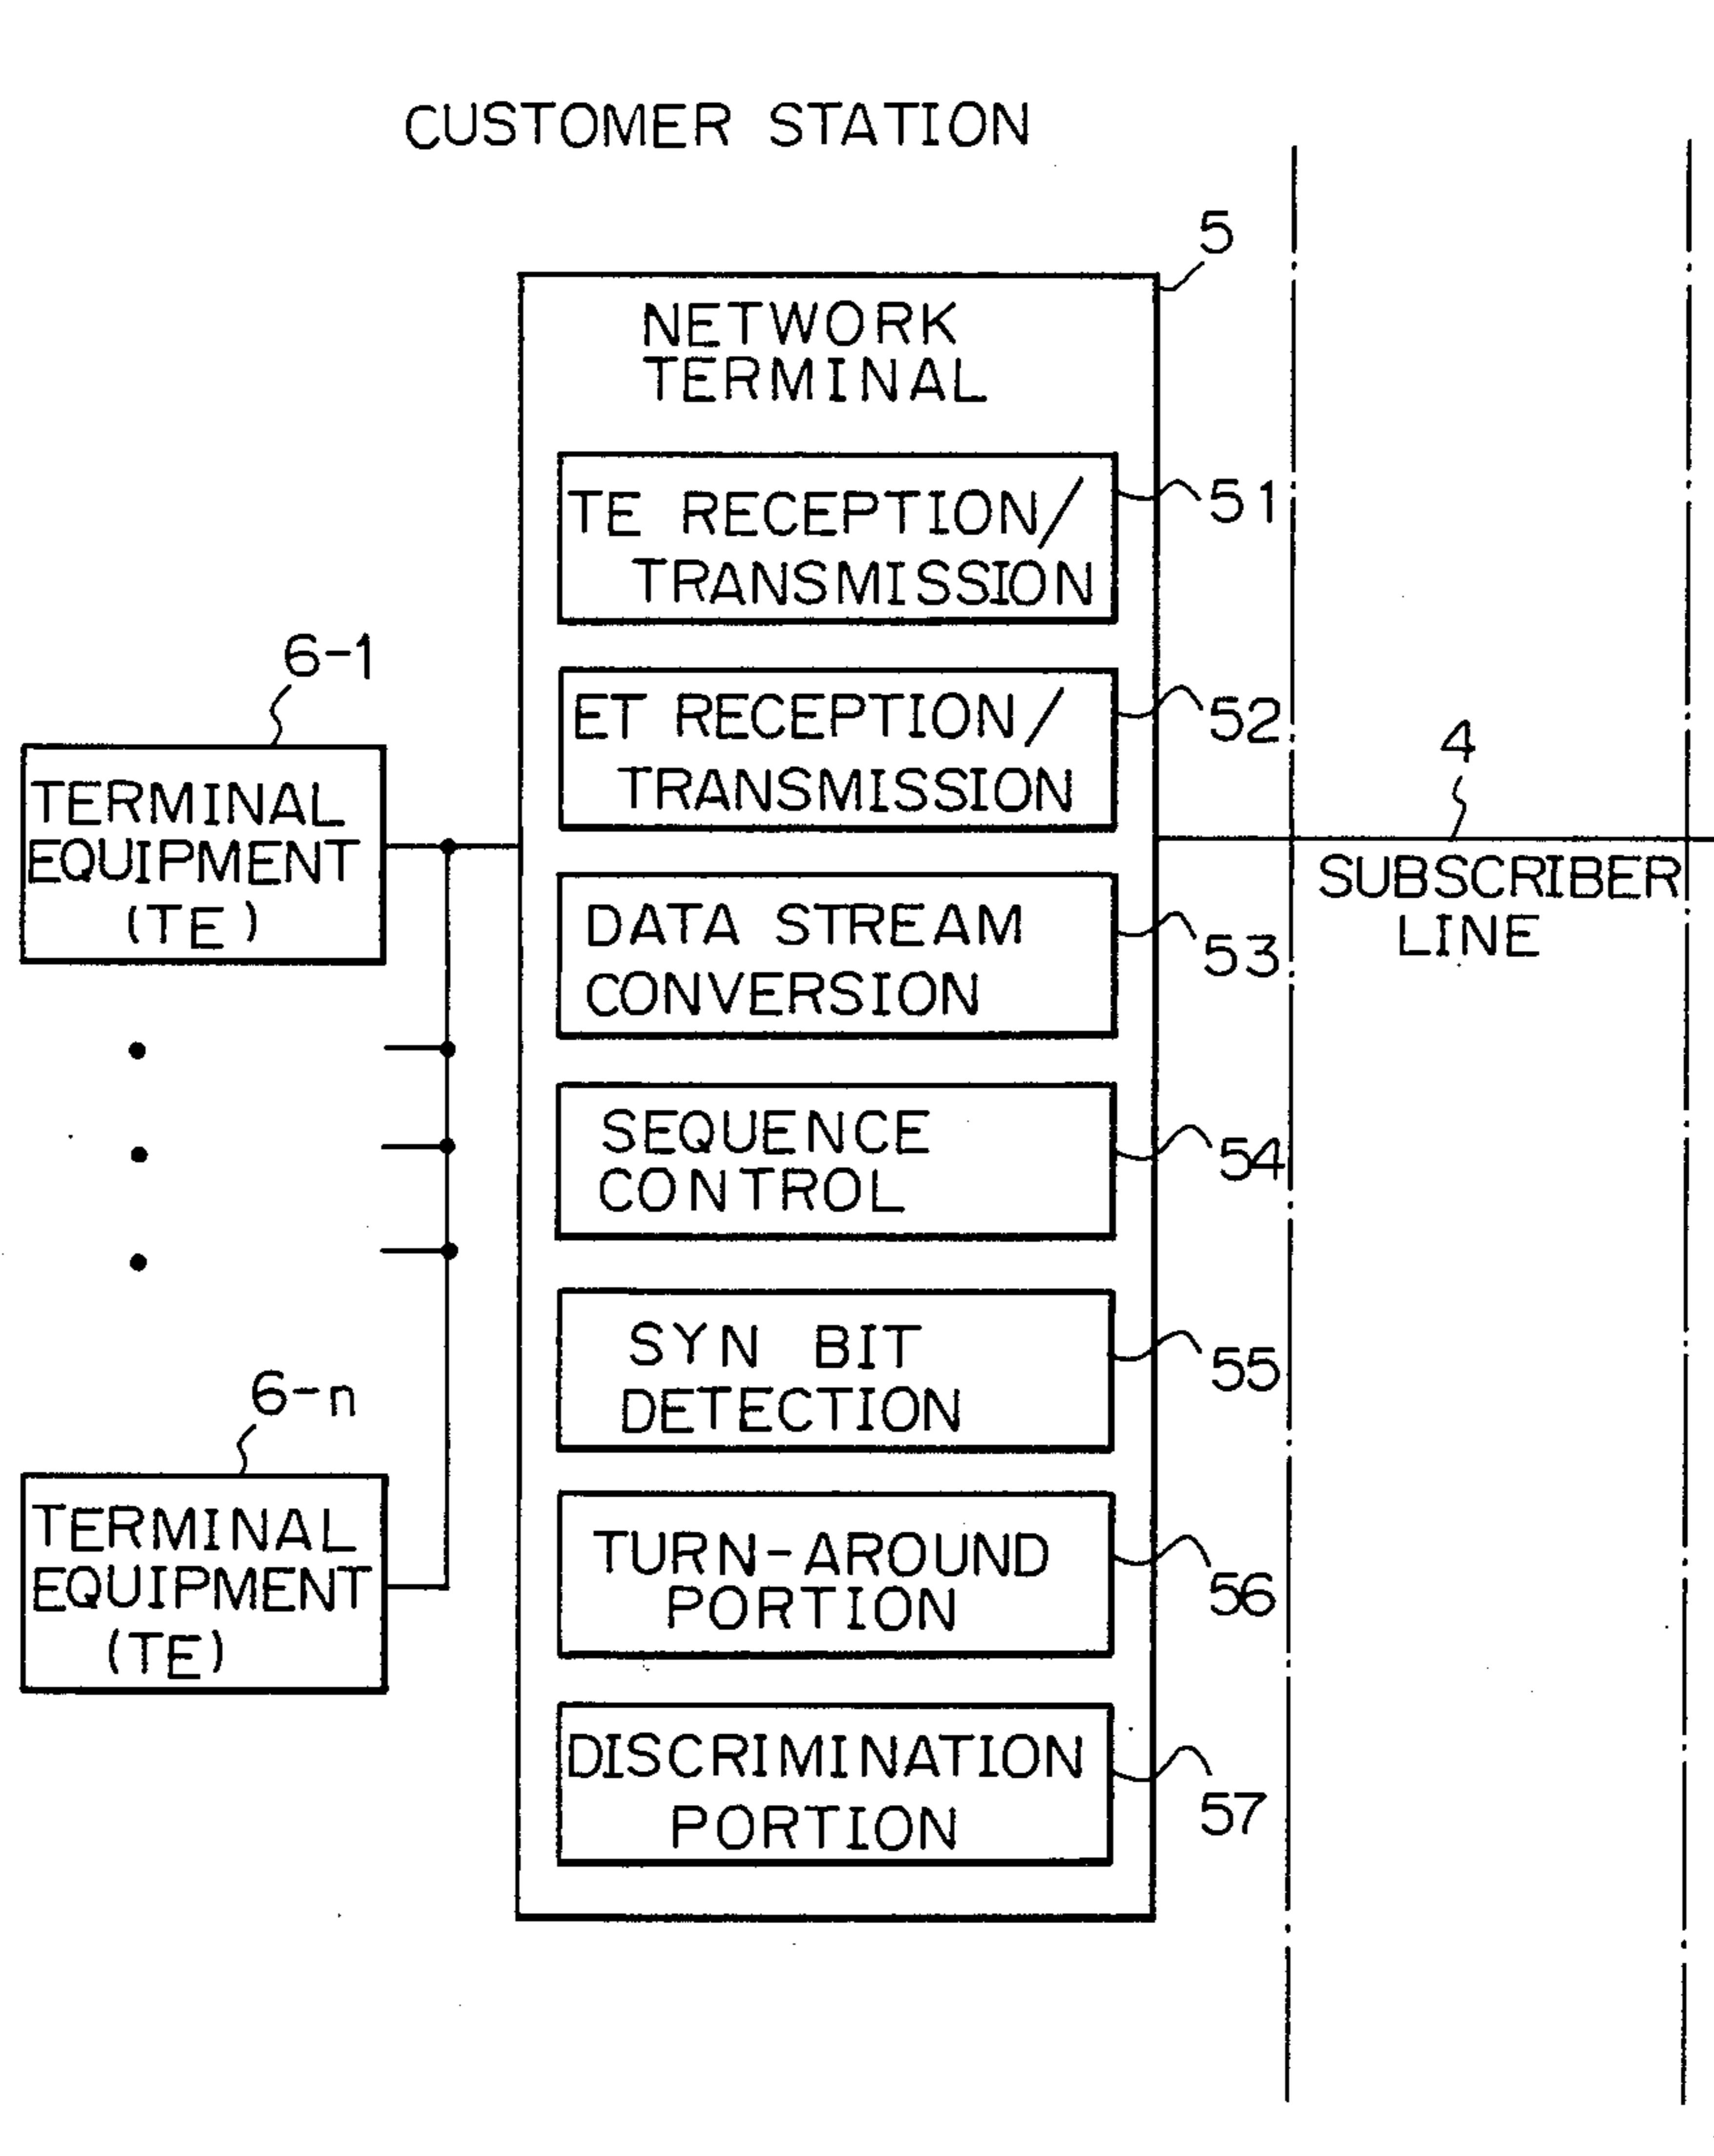 CUSTOMER STATION
5
NETWORK
TERMINAL
TE RECEPTION/
TRANSMISSION
51
ET RECEPTION/
TRANSMISSION
52
DATA STREAM
CONVERSION
53
SEQUENCE
CONTROL
54
SYN BIT
DETECTION
55
TURN-AROUND
PORTION
56
DISCRIMINATION
PORTION
57
6-1
TERMINAL
EQUIPMENT
(TE)
6-n
TERMINAL
EQUIPMENT
(TE)
4
SUBSCRIBER
LINE